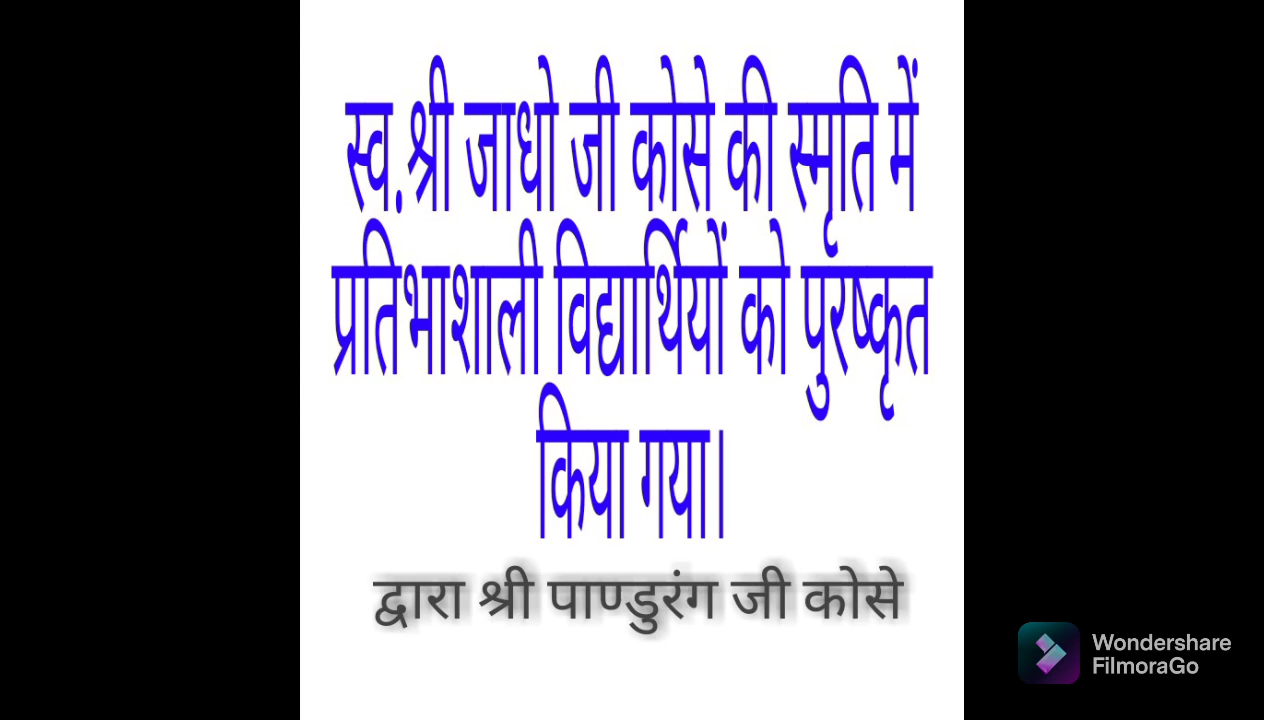 स्व. श्री जाधो जी कोसे की स्मृति में
प्रतिभाशाली विद्यार्थियों को पुरष्कृत
किया गया।
द्वारा श्री पाण्डुरंग जी कोसे
Wondershare
FilmoraGo